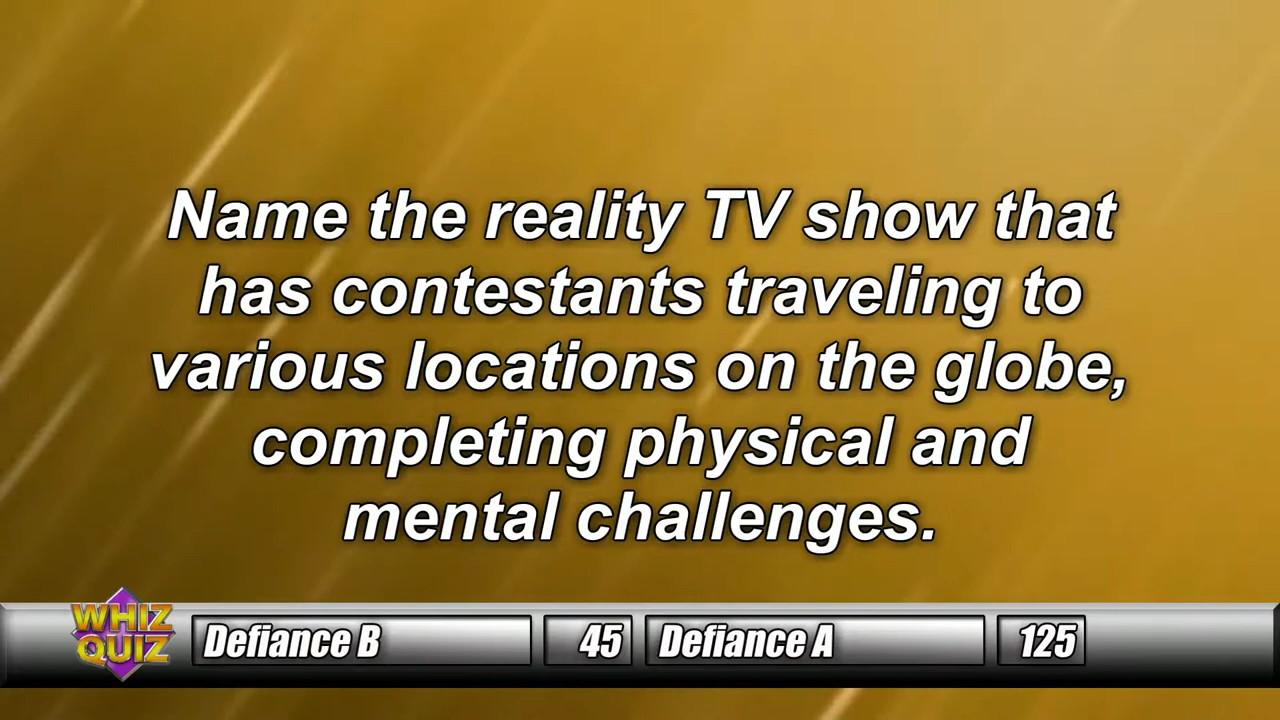 Name the reality TV show that
has contestants traveling to
various locations on the globe,
completing physical and
mental challenges.
WHIZ
QUIZ
Defiance B 45 Defiance A 125